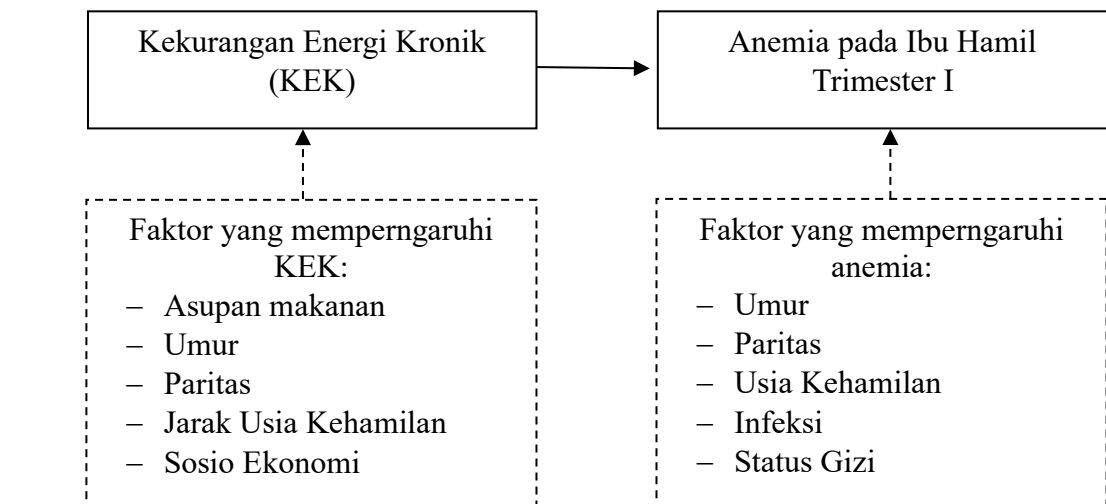 Kekurangan Energi Kronik
(KEK)
Anemia pada Ibu Hamil
Trimester I
Faktor yang memperngaruhi
KEK:
– Asupan makanan
– Umur
– Paritas
– Jarak Usia Kehamilan
– Sosio Ekonomi
Faktor yang memperngaruhi
anemia:
– Umur
– Paritas
– Usia Kehamilan
– Infeksi
– Status Gizi